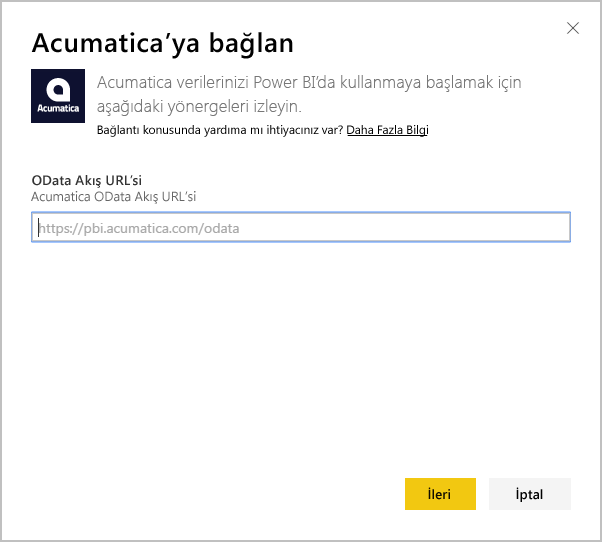 Acumatica’ya bağlan
Acumatica
Acumatica verilerinizi Power BI’da kullanmaya başlamak için
aşağıdaki yönergeleri izleyin.
Bağlantı konusunda yardıma mı ihtiyacınız var? Daha Fazla Bilgi
OData Akış URL’si
Acumatica OData Akış URL’si
https://pbi.acumatica.com/odata
İleri
İptal